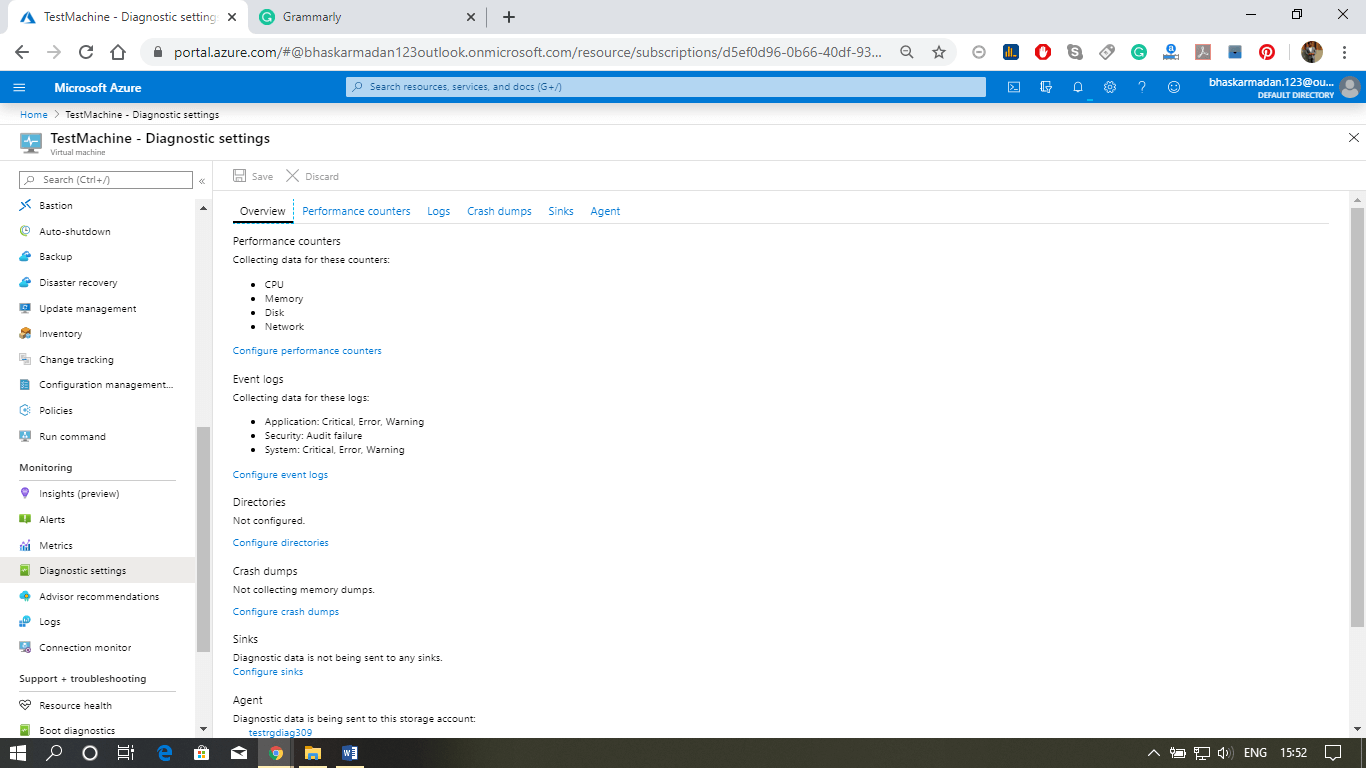 TestMachine - Diagnostic setting
Grammarly
portal.azure.com/#@bhaskarmadan123outlook.onmicrosoft.com/resource/subscriptions/d5ef0d96-0b66-40df-93...
Microsoft Azure
Search resources, services, and docs (G+/)
bhaskarmadan.123@ou...
DEFAULT DIRECTORY
Home > TestMachine - Diagnostic settings
TestMachine - Diagnostic settings
Virtual machine
Search (Ctrl+/)
Bastion
Auto-shutdown
Backup
Disaster recovery
Update management
Inventory
Change tracking
Configuration management...
Policies
Run command
Monitoring
Insights (preview)
Alerts
Metrics
Diagnostic settings
Advisor recommendations
Logs
Connection monitor
Support + troubleshooting
Resource health
Boot diagnostics
Save Discard
Overview Performance counters Logs Crash dumps Sinks Agent
Performance counters
Collecting data for these counters:
• CPU
• Memory
• Disk
• Network
Configure performance counters
Event logs
Collecting data for these logs:
• Application: Critical, Error, Warning
• Security: Audit failure
• System: Critical, Error, Warning
Configure event logs
Directories
Not configured.
Configure directories
Crash dumps
Not collecting memory dumps.
Configure crash dumps
Sinks
Diagnostic data is not being sent to any sinks.
Configure sinks
Agent
Diagnostic data is being sent to this storage account:
testrgdiag309
ENG 15:52